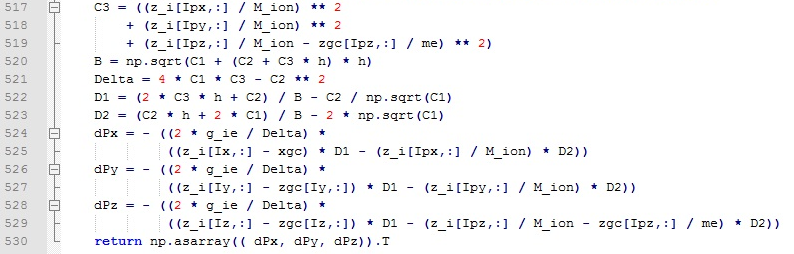 517 C3 = ((z_i[Ipx,:] / M_ion) ** 2
518 + (z_i[Ipy,:] / M_ion) ** 2
519 + (z_i[Ipz,:] / M_ion - zgc[Ipz,:] / me) ** 2)
520 B = np.sqrt(C1 + (C2 + C3 * h) * h)
521 Delta = 4 * C1 * C3 - C2 ** 2
522 D1 = (2 * C3 * h + C2) / B - C2 / np.sqrt(C1)
523 D2 = (C2 * h + 2 * C1) / B - 2 * np.sqrt(C1)
524 dPx = - ((2 * g_ie / Delta) *
525 ((z_i[Ix,:] - xgc) * D1 - (z_i[Ipx,:] / M_ion) * D2))
526 dPy = - ((2 * g_ie / Delta) *
527 ((z_i[Iy,:] - zgc[Iy,:]) * D1 - (z_i[Ipy,:] / M_ion) * D2))
528 dPz = - ((2 * g_ie / Delta) *
529 ((z_i[Iz,:] - zgc[Iz,:]) * D1 - (z_i[Ipz,:] / M_ion - zgc[Ipz,:] / me) * D2))
530 return np.asarray(( dPx, dPy, dPz)).T